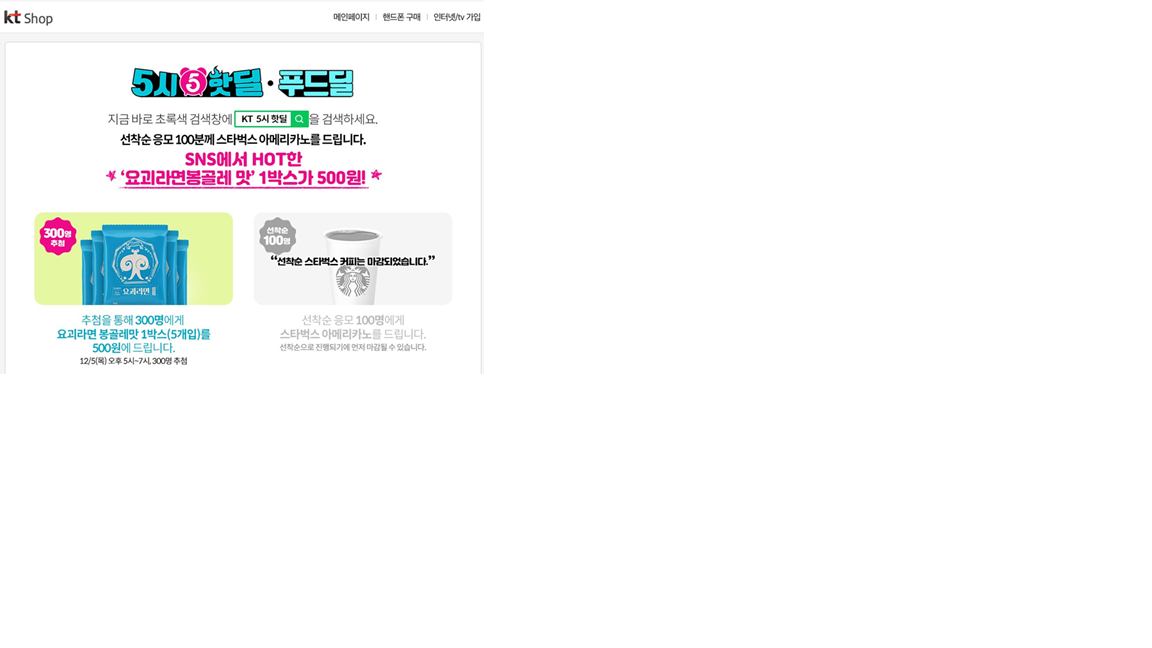 kt Shop
메인페이지 | 핸드폰 구매 | 인터넷/tv 가입
5시 5 핫딜 · 푸드딜
지금 바로 초록색 검색창에 KT 5시 핫딜 을 검색하세요.
선착순 응모 100분께 스타벅스 아메리카노를 드립니다.
SNS에서 HOT한
‘요괴라면봉골레 맛’ 1박스가 500원!
300명
추첨
요괴라면
선착순
100명
“선착순 스타벅스 커피는 마감되었습니다.”
추첨을 통해 300명에게
요괴라면 봉골레맛 1박스(5개입)를
500원에 드립니다.
12/5(목) 오후 5시~7시, 300명 추첨
선착순 응모 100명에게
스타벅스 아메리카노를 드립니다.
선착순으로 진행되기에 먼저 마감될 수 있습니다.